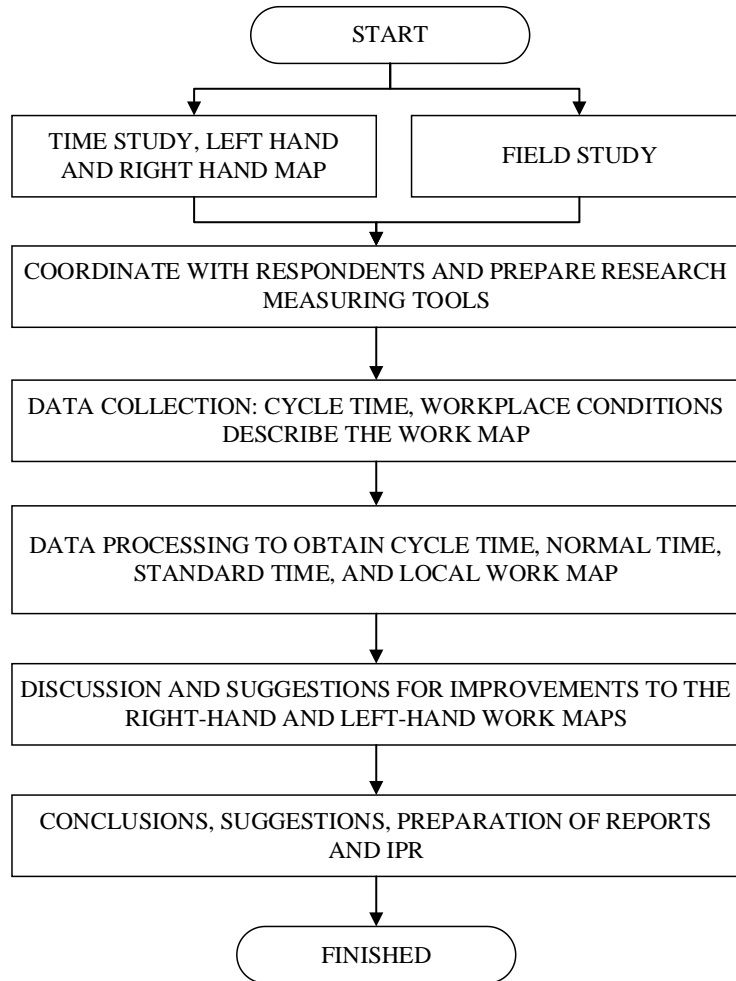 START
TIME STUDY, LEFT HAND
AND RIGHT HAND MAP
FIELD STUDY
COORDINATE WITH RESPONDENTS AND PREPARE RESEARCH
MEASURING TOOLS
DATA COLLECTION: CYCLE TIME, WORKPLACE CONDITIONS
DESCRIBE THE WORK MAP
DATA PROCESSING TO OBTAIN CYCLE TIME, NORMAL TIME,
STANDARD TIME, AND LOCAL WORK MAP
DISCUSSION AND SUGGESTIONS FOR IMPROVEMENTS TO THE
RIGHT-HAND AND LEFT-HAND WORK MAPS
CONCLUSIONS, SUGGESTIONS, PREPARATION OF REPORTS
AND IPR
FINISHED